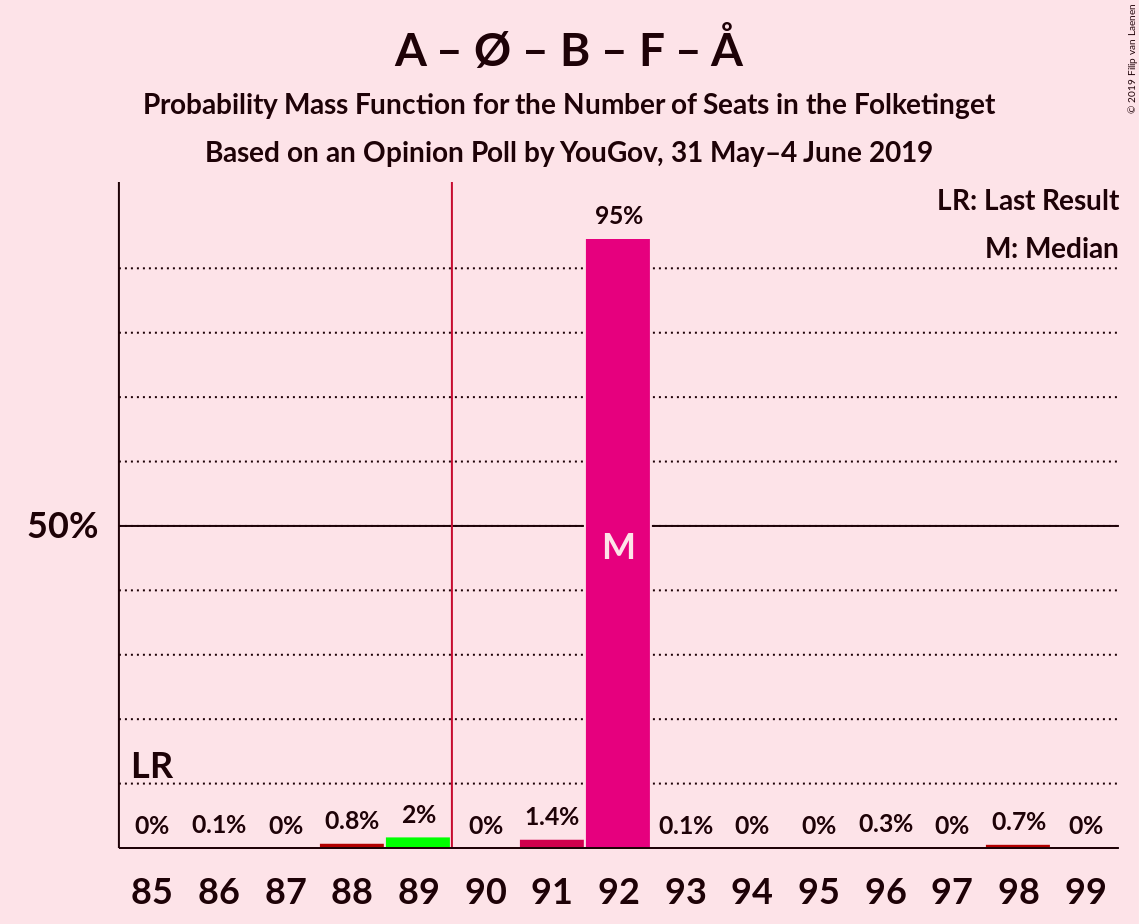 A – Ø – B – F – Å
Probability Mass Function for the Number of Seats in the Folketinget
Based on an Opinion Poll by YouGov, 31 May–4 June 2019
© 2019 Filip van Laenen
LR: Last Result
M: Median
95%
50%
M
LR
0% 0.1% 0% 0.8% 2% 0% 1.4% 0.1% 0% 0% 0.3% 0% 0.7% 0%
85 86 87 88 89 90 91 92 93 94 95 96 97 98 99